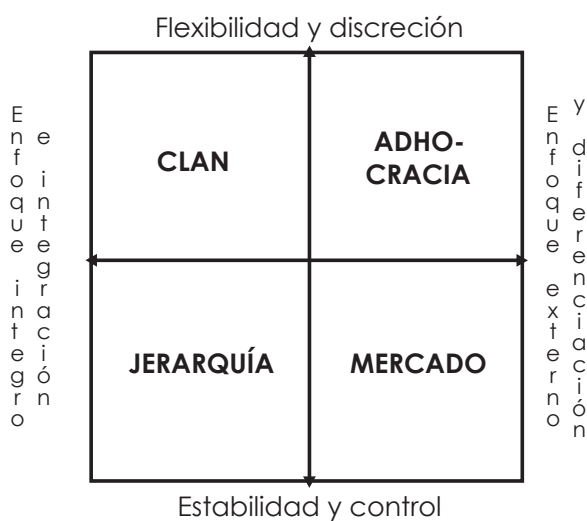 Flexibilidad y discreción
Enfoque integro
e integración
CLAN
ADHO-
CRACIA
JERARQUÍA
MERCADO
Enfoque externo
y diferenciación
Estabilidad y control